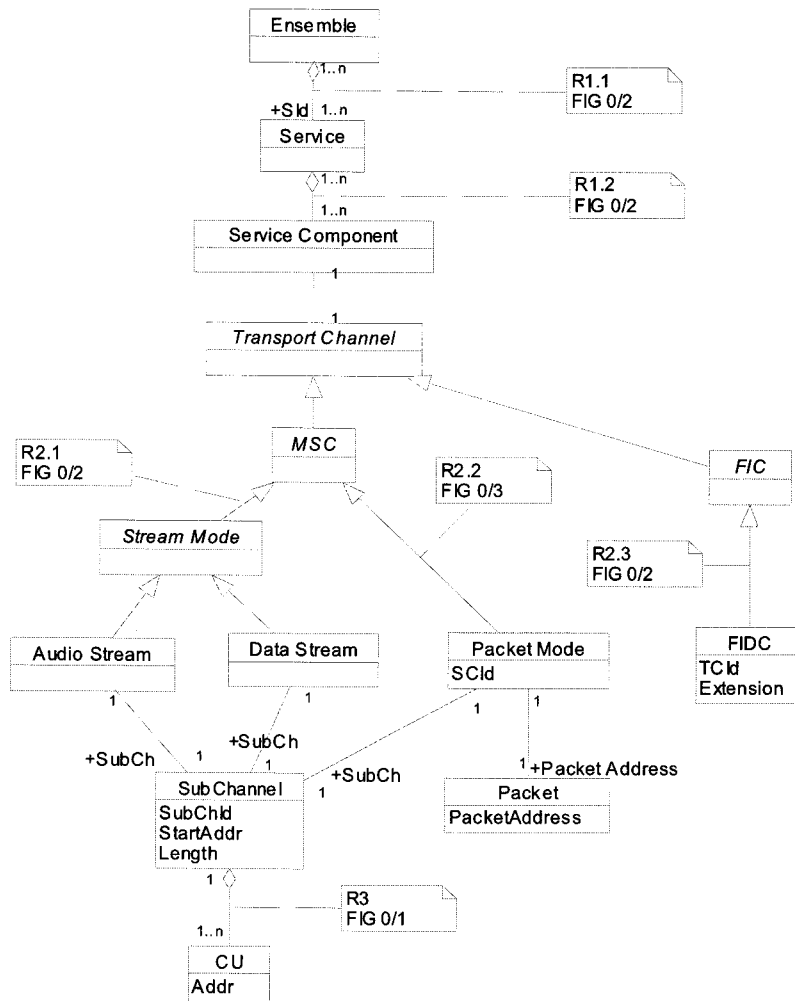 Ensemble
1..n
R1.1
FIG 0/2
+SId
1..n
Service
1..n
R1.2
FIG 0/2
1..n
Service Component
1
1
Transport Channel
MSC
R2.1
FIG 0/2
R2.2
FIG 0/3
FIC
Stream Mode
R2.3
FIG 0/2
Audio Stream
Data Stream
Packet Mode
SCId
FIDC
TCId
Extension
1
1
1
1
+SubCh
1
+SubCh
1
+SubCh
1
1
+Packet Address
SubChannel
SubChId
StartAddr
Length
Packet
PacketAddress
1
R3
FIG 0/1
1..n
CU
Addr